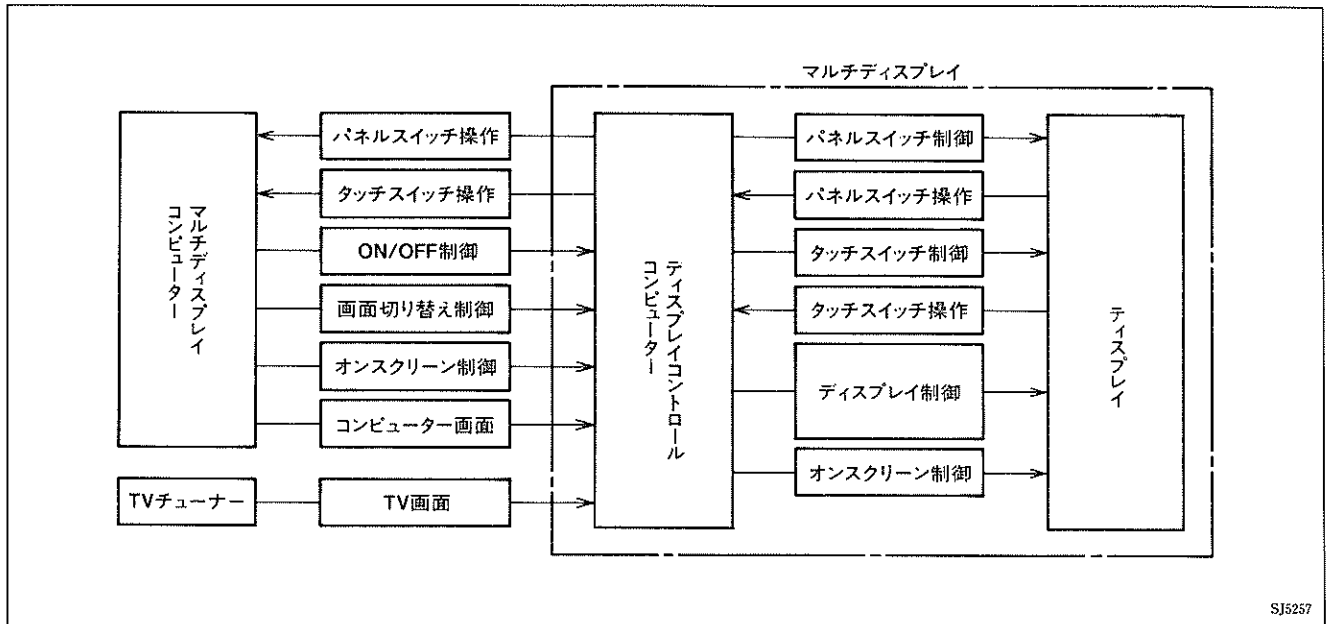 マルチディスプレイ
マルチディスプレイ
コンピューター
パネルスイッチ操作
タッチスイッチ操作
ON/OFF制御
画面切り替え制御
オンスクリーン制御
コンピューター画面
TVチューナー
TV画面
ディスプレイコントロール
コンピューター
パネルスイッチ制御
パネルスイッチ操作
タッチスイッチ制御
タッチスイッチ操作
ディスプレイ制御
オンスクリーン制御
ディスプレイ
SJ5257